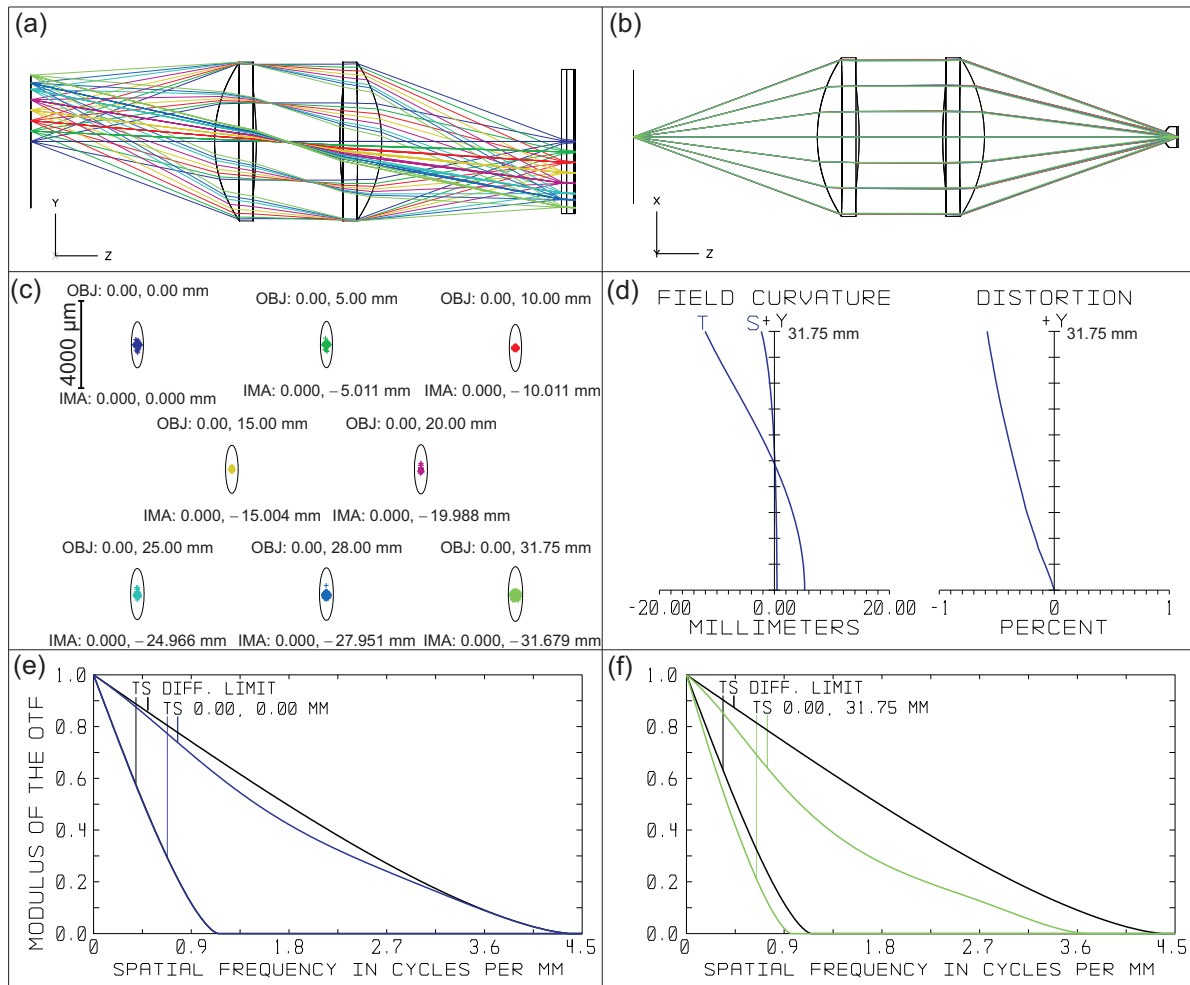 (a)
Y
X
Z
(b)
X
Y
Z
(c)
4000 µm
OBJ: 0.00, 0.00 mm
OBJ: 0.00, 5.00 mm
OBJ: 0.00, 10.00 mm
IMA: 0.000, 0.000 mm
IMA: 0.000, −5.011 mm
IMA: 0.000, −10.011 mm
OBJ: 0.00, 15.00 mm
OBJ: 0.00, 20.00 mm
IMA: 0.000, −15.004 mm
IMA: 0.000, −19.988 mm
OBJ: 0.00, 25.00 mm
OBJ: 0.00, 28.00 mm
OBJ: 0.00, 31.75 mm
IMA: 0.000, −24.966 mm
IMA: 0.000, −27.951 mm
IMA: 0.000, −31.679 mm
(d)
FIELD CURVATURE
T S +Y
31.75 mm
-20.00 0.00 20.00
MILLIMETERS
DISTORTION
+Y
31.75 mm
-1 0 1
PERCENT
(e)
MODULUS OF THE OTF
1.0
0.8
0.6
0.4
0.2
0.0
TS DIFF. LIMIT
TS 0.00, 0.00 MM
0 0.9 1.8 2.7 3.6 4.5
SPATIAL FREQUENCY IN CYCLES PER MM
(f)
1.0
0.8
0.6
0.4
0.2
0.0
TS DIFF. LIMIT
TS 0.00, 31.75 MM
0 0.9 1.8 2.7 3.6 4.5
SPATIAL FREQUENCY IN CYCLES PER MM